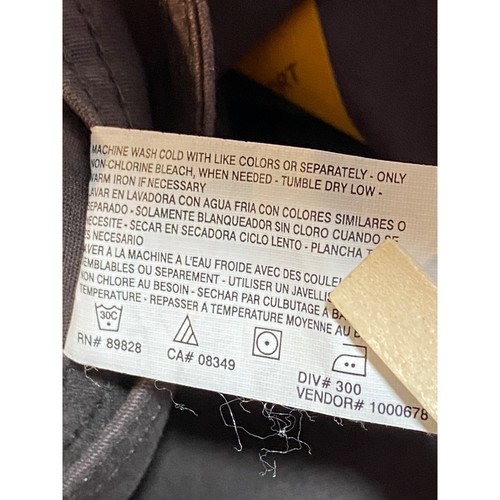 RT
MACHINE WASH COLD WITH LIKE COLORS OR SEPARATELY - ONLY
NON-CHLORINE BLEACH, WHEN NEEDED - TUMBLE DRY LOW -
WARM IRON IF NECESSARY
LAVAR EN LAVADORA CON AGUA FRIA CON COLORES SIMILARES O
SEPARADO - SOLAMENTE BLANQUEADOR SIN CLORO CUANDO SE
NECESITE - SECAR EN SECADORA CICLO LENTO - PLANCHA
ES NECESARIO
LAVER À LA MACHINE À L'EAU FROIDE AVEC DES COULE
SEMBLABLES OU SEPAREMENT - UTILISER UN JAVELLIS
NON CHLORE AU BESOIN - SECHAR PAR CULBUTAGE A BA
TEMPERATURE - REPASSER À TEMPERATURE MOYENNE AU
30C
RN# 89828 CA# 08349 DIV# 300
VENDOR# 1000678